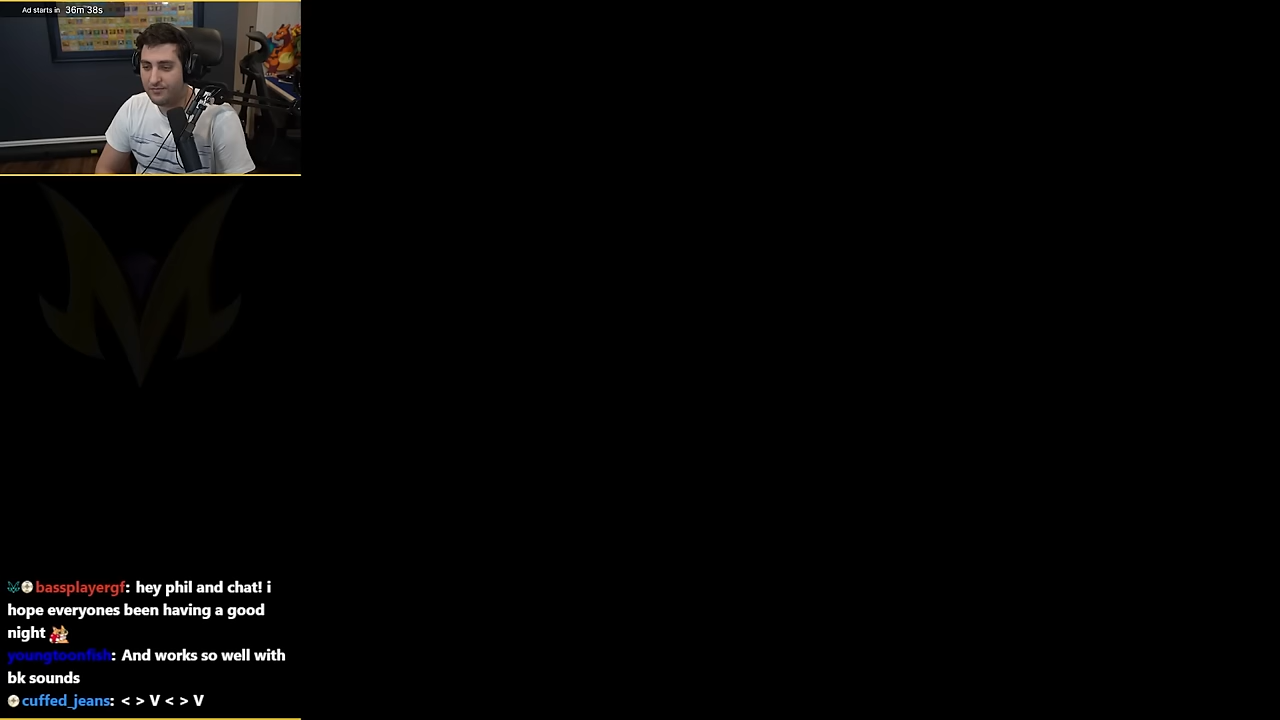 Ad starts in 36m 38s
bassplayergf: hey phil and chat! i
hope everyones been having a good
night
youngtoonfish: And works so well with
bk sounds
cuffed_jeans: < > V < > V